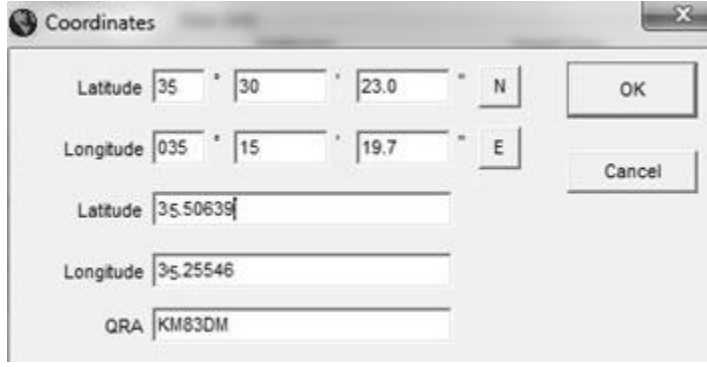 Coordinates
Latitude 35 ° 30 ' 23.0 " N
OK
Longitude 035 ° 15 ' 19.7 " E
Cancel
Latitude 35.50639
Longitude 35.25546
QRA KM83DM